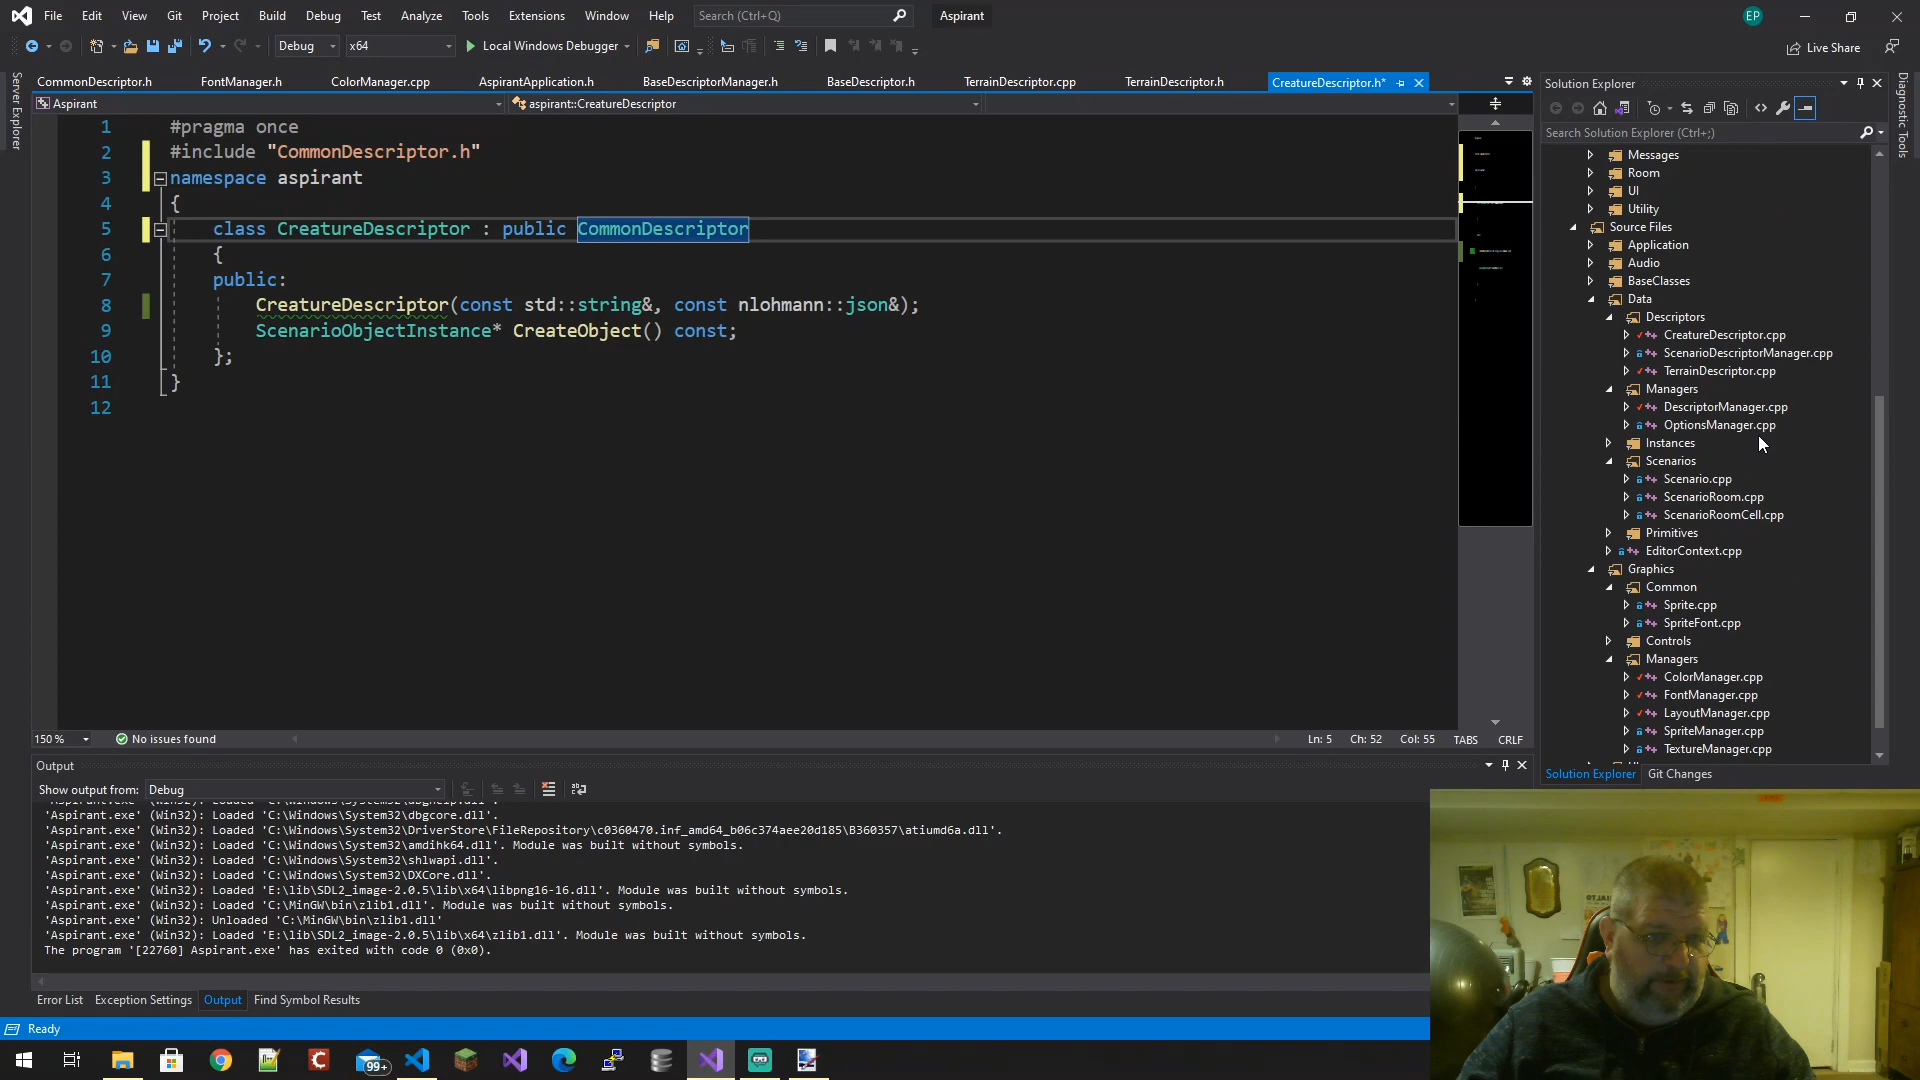 File Edit View Git Project Build Debug Test Analyze Tools Extensions Window Help Search (Ctrl+Q) Aspirant EP
Debug x64 Local Windows Debugger Live Share
Server Explorer
CommonDescriptor.h FontManager.h ColorManager.cpp AspirantApplication.h BaseDescriptorManager.h BaseDescriptor.h TerrainDescriptor.cpp TerrainDescriptor.h CreatureDescriptor.h*
Aspirant aspirant::CreatureDescriptor
1 #pragma once
2 #include "CommonDescriptor.h"
3 namespace aspirant
4 {
5 class CreatureDescriptor : public CommonDescriptor
6 {
7 public:
8 CreatureDescriptor(const std::string&, const nlohmann::json&);
9 ScenarioObjectInstance* CreateObject() const;
10 };
11 }
12
150 % No issues found Ln: 5 Ch: 52 Col: 55 TABS CRLF
Output
Show output from: Debug
'Aspirant.exe' (Win32): Loaded 'C:\Windows\System32\dbghelp.dll'.
'Aspirant.exe' (Win32): Loaded 'C:\Windows\System32\dbgcore.dll'.
'Aspirant.exe' (Win32): Loaded 'C:\Windows\System32\DriverStore\FileRepository\c0360470.inf_amd64_b06c374aee20d185\B360357\atiumd6a.dll'.
'Aspirant.exe' (Win32): Loaded 'C:\Windows\System32\amdihk64.dll'. Module was built without symbols.
'Aspirant.exe' (Win32): Loaded 'C:\Windows\System32\shlwapi.dll'.
'Aspirant.exe' (Win32): Loaded 'C:\Windows\System32\DXCore.dll'.
'Aspirant.exe' (Win32): Loaded 'E:\lib\SDL2_image-2.0.5\lib\x64\libpng16-16.dll'. Module was built without symbols.
'Aspirant.exe' (Win32): Loaded 'C:\MinGW\bin\zlib1.dll'. Module was built without symbols.
'Aspirant.exe' (Win32): Unloaded 'C:\MinGW\bin\zlib1.dll'
'Aspirant.exe' (Win32): Loaded 'E:\lib\SDL2_image-2.0.5\lib\x64\zlib1.dll'. Module was built without symbols.
The program '[22760] Aspirant.exe' has exited with code 0 (0x0).
Error List Exception Settings Output Find Symbol Results
Ready
99+
Solution Explorer
Search Solution Explorer (Ctrl+;)
Messages
Room
UI
Utility
Source Files
Application
Audio
BaseClasses
Data
Descriptors
CreatureDescriptor.cpp
ScenarioDescriptorManager.cpp
TerrainDescriptor.cpp
Managers
DescriptorManager.cpp
OptionsManager.cpp
Instances
Scenarios
Scenario.cpp
ScenarioRoom.cpp
ScenarioRoomCell.cpp
Primitives
EditorContext.cpp
Graphics
Common
Sprite.cpp
SpriteFont.cpp
Controls
Managers
ColorManager.cpp
FontManager.cpp
LayoutManager.cpp
SpriteManager.cpp
TextureManager.cpp
Solution Explorer Git Changes
Diagnostic Tools